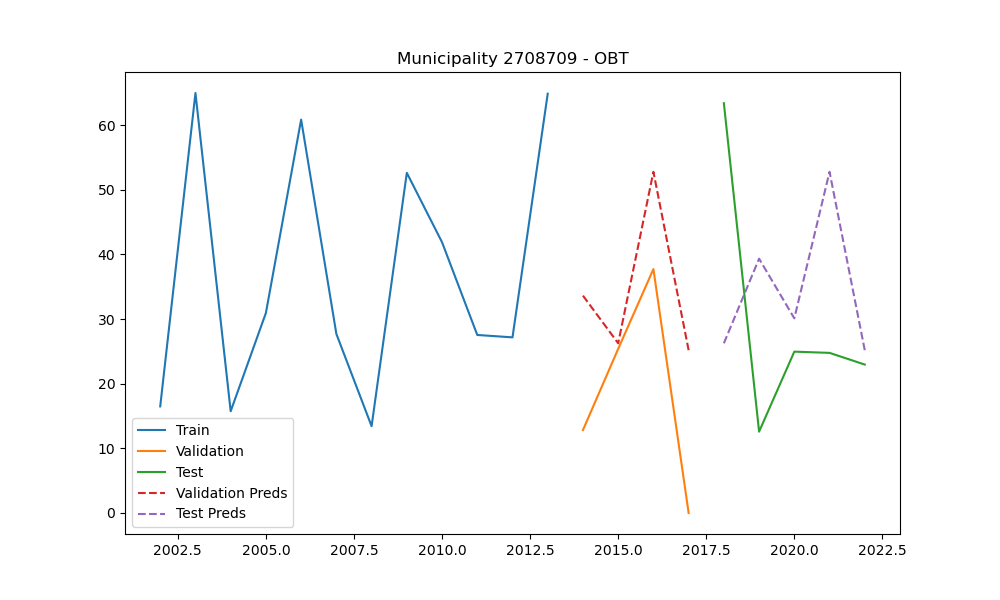 Municipality 2708709 - OBT
60
50
40
30
20
10
0
Train
Validation
Test
Validation Preds
Test Preds
2002.5 2005.0 2007.5 2010.0 2012.5 2015.0 2017.5 2020.0 2022.5